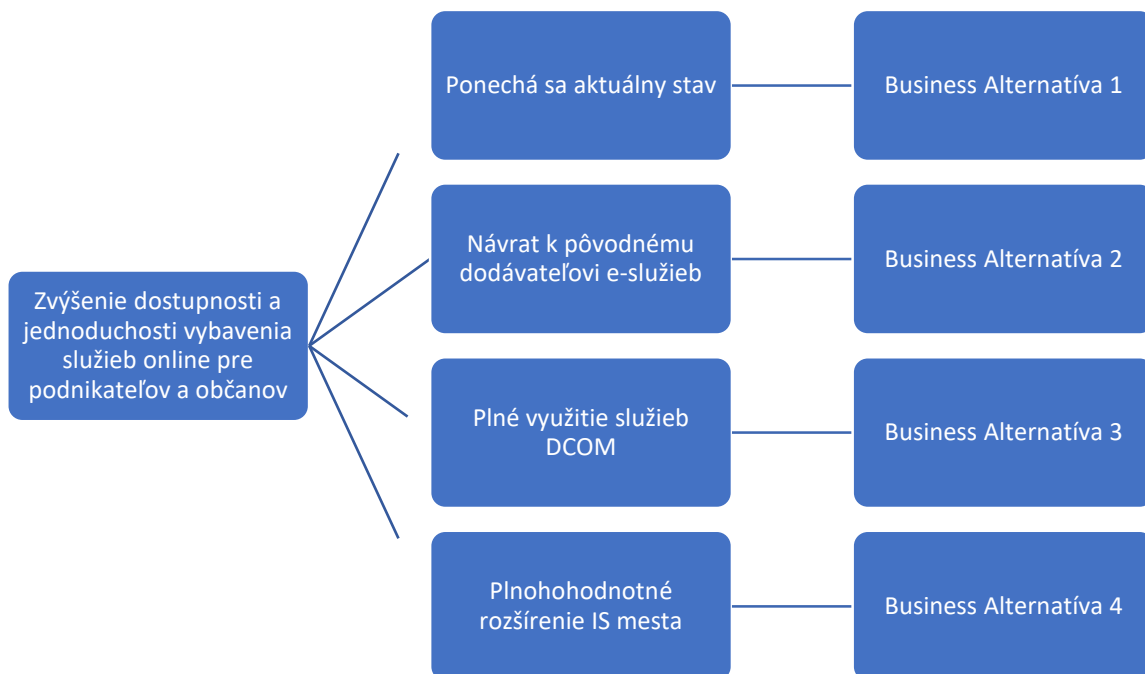 Ponechá sa aktuálny stav
Business Alternatíva 1
Návrat k pôvodnému
dodávateľovi e-služieb
Business Alternatíva 2
Zvýšenie dostupnosti a
jednoduchosti vybavenia
služieb online pre
podnikateľov a občanov
Plné využitie služieb
DCOM
Business Alternatíva 3
Plnohohodnotné
rozšírenie IS mesta
Business Alternatíva 4